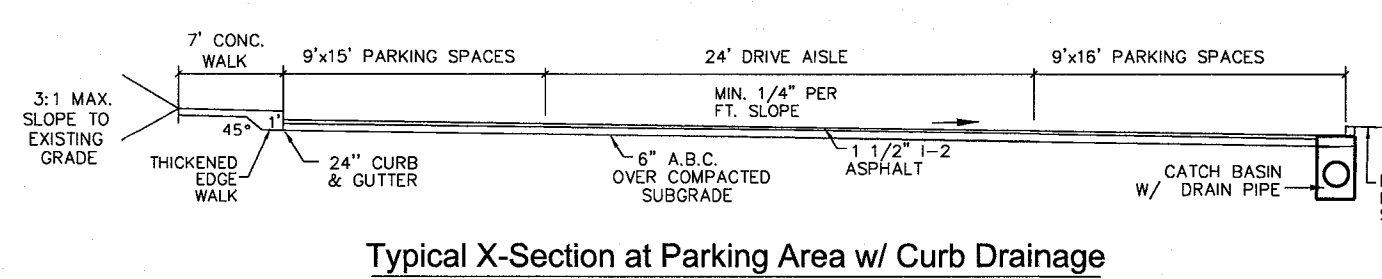 7' CONC.
WALK
9'x15' PARKING SPACES
24' DRIVE AISLE
9'x16' PARKING SPACES
3:1 MAX.
SLOPE TO
EXISTING
GRADE
MIN. 1/4" PER
FT. SLOPE
45°
1'
THICKENED
EDGE
WALK
24" CURB
& GUTTER
6" A.B.C.
OVER COMPACTED
SUBGRADE
1 1/2" I-2
ASPHALT
CATCH BASIN
W/ DRAIN PIPE
Typical X-Section at Parking Area w/ Curb Drainage